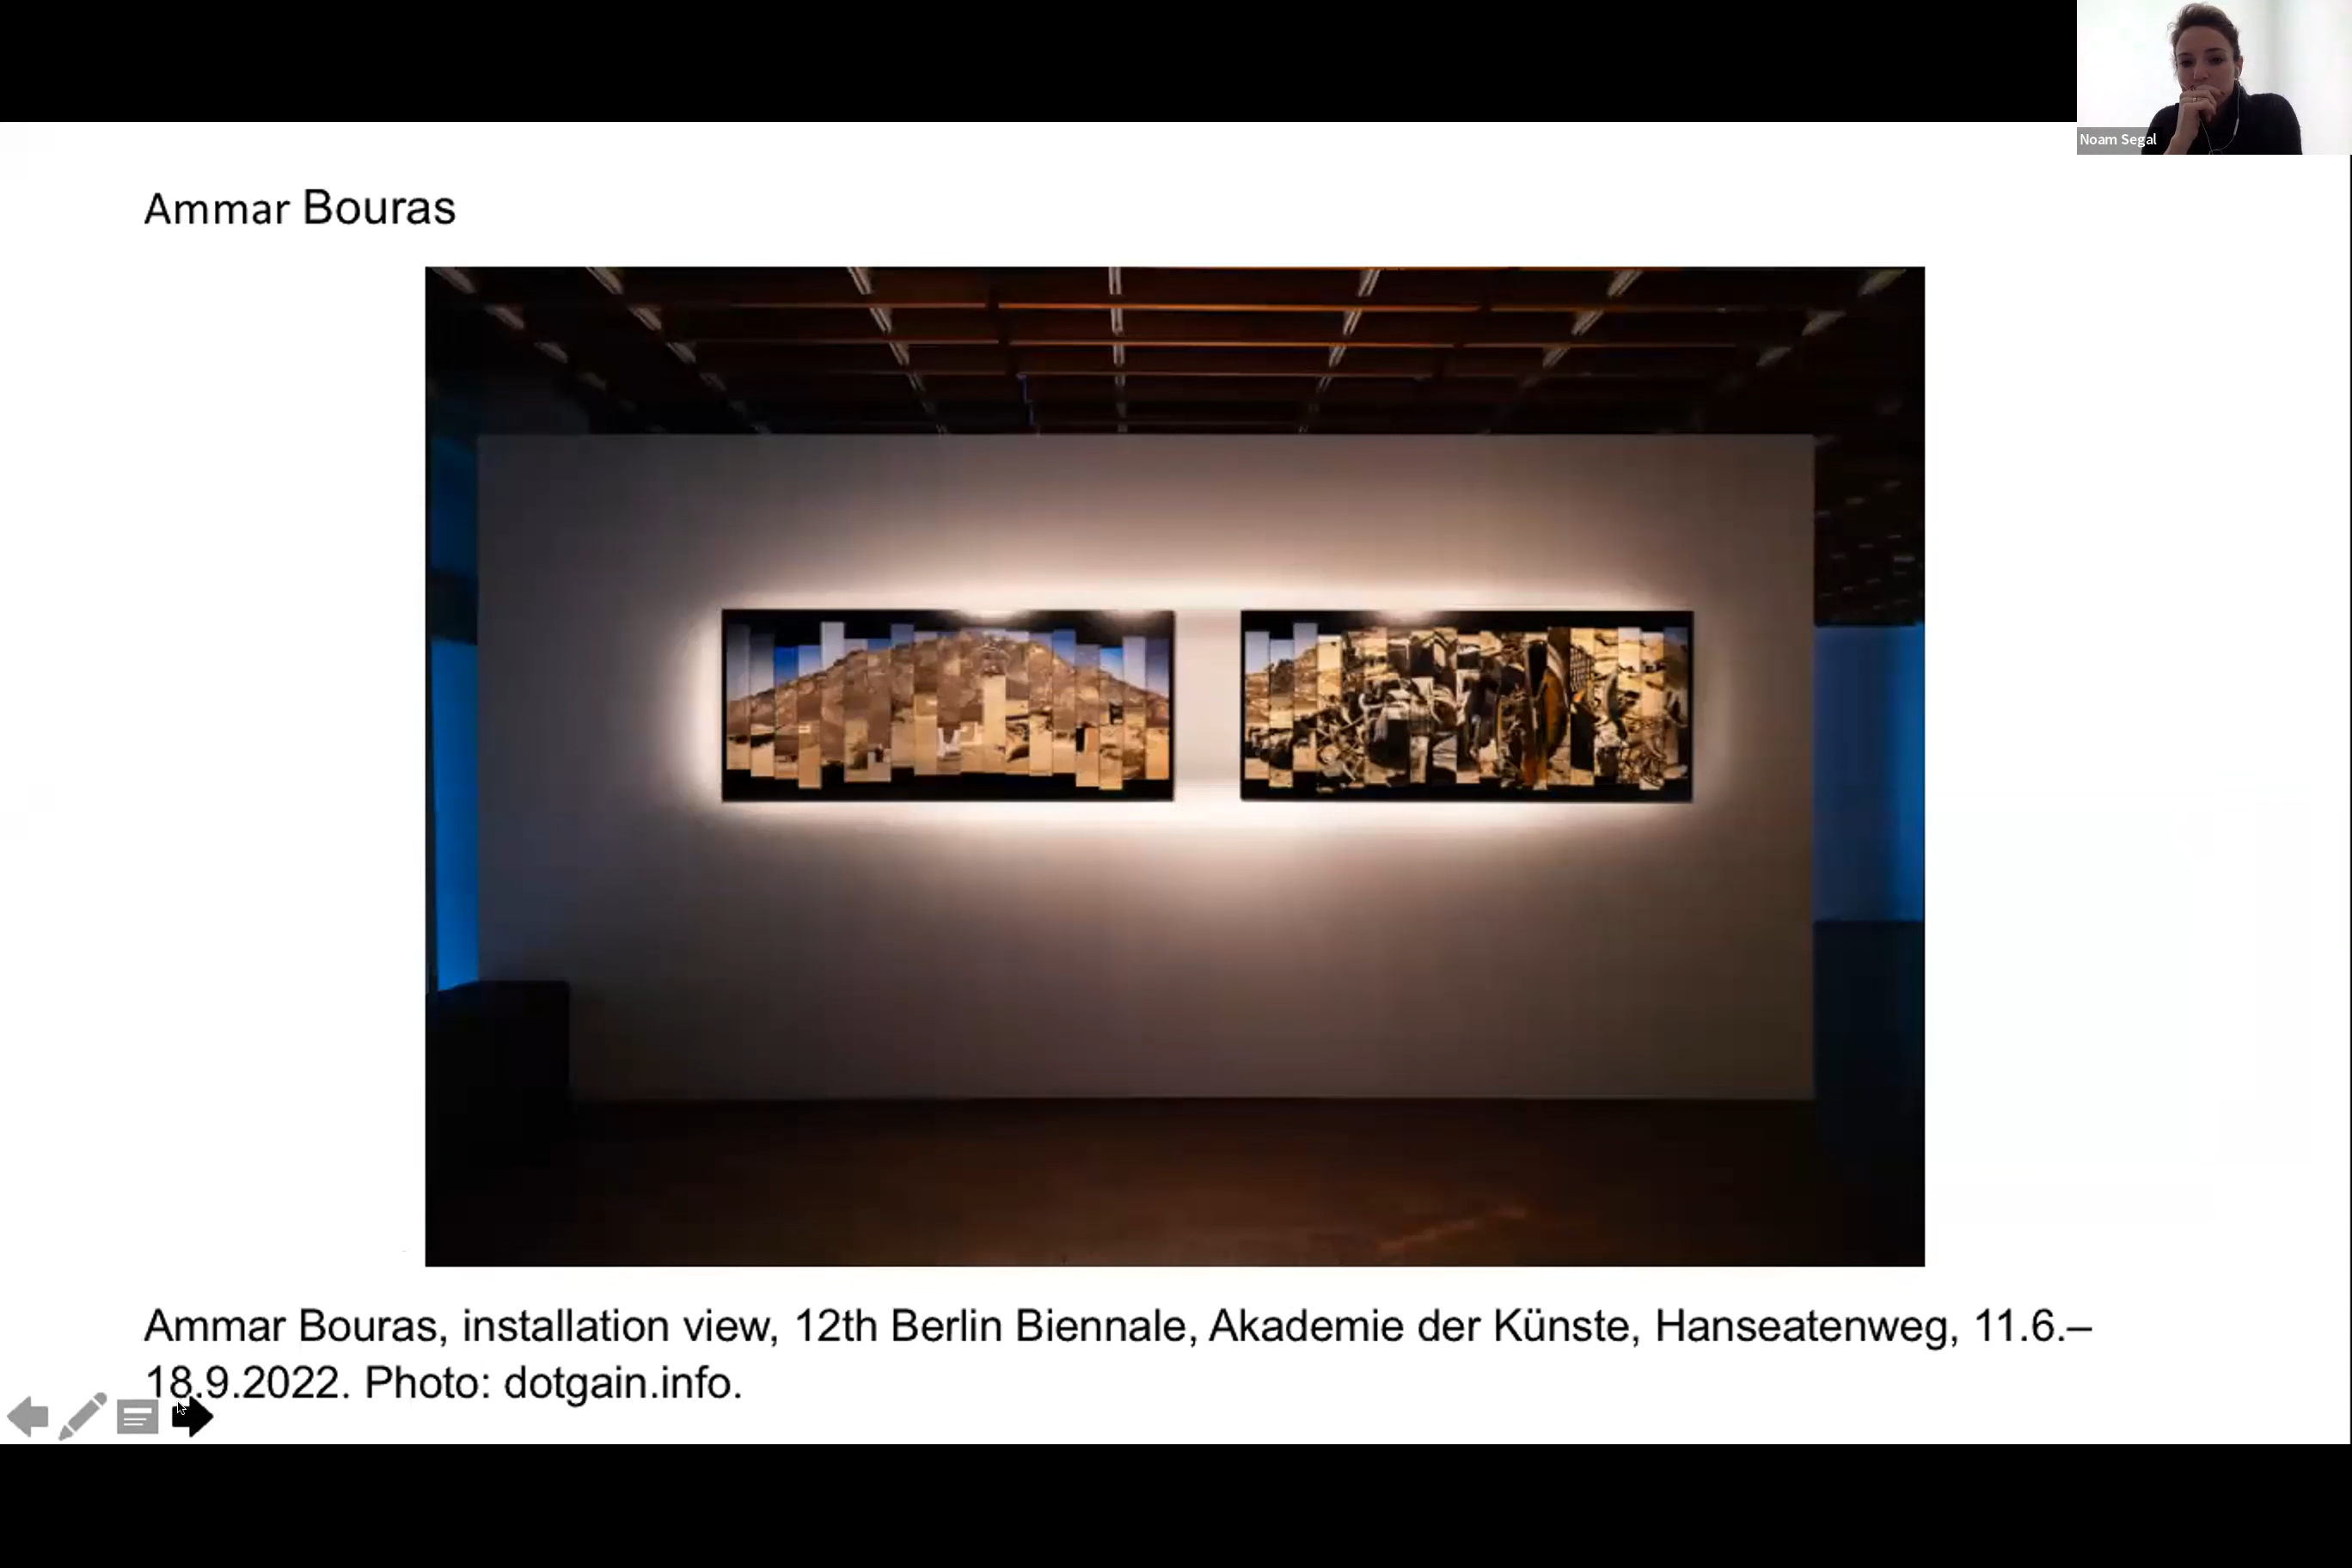 Noam Segal
Ammar Bouras
Ammar Bouras, installation view, 12th Berlin Biennale, Akademie der Künste, Hanseatenweg, 11.6.–
18.9.2022. Photo: dotgain.info.